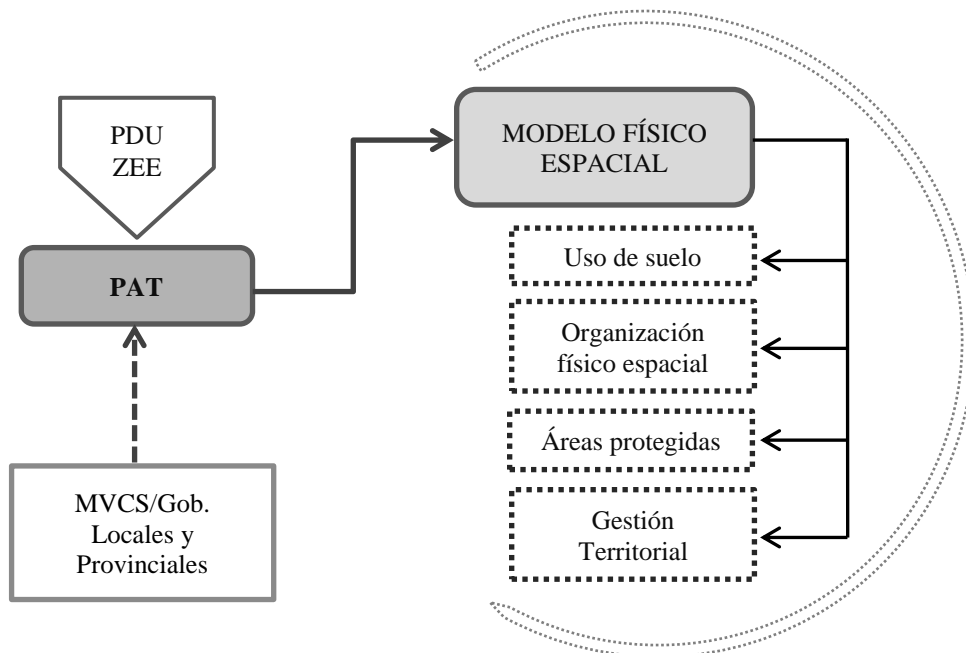 PDU
ZEE
PAT
MVCS/Gob.
Locales y
Provinciales
MODELO FÍSICO
ESPACIAL
Uso de suelo
Organización
físico espacial
Áreas protegidas
Gestión
Territorial